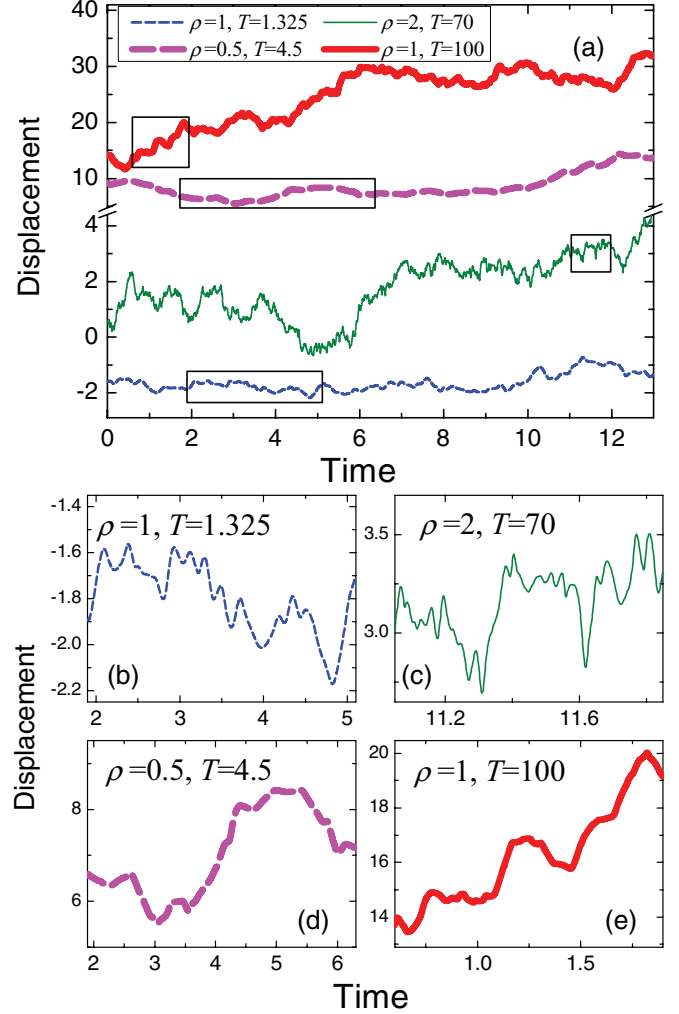 ρ=1, T=1.325 ρ=2, T=70
ρ=0.5, T=4.5 ρ=1, T=100
(a)
40
30
20
10
4
2
0
-2
Displacement
0 2 4 6 8 10 12
Time
-1.4
-1.6
-1.8
-2.0
-2.2
ρ=1, T=1.325
(b)
2 3 4 5
3.5
3.0
ρ=2, T=70
(c)
11.2 11.6
Displacement
8
6
ρ=0.5, T=4.5
(d)
2 3 4 5 6
20
18
16
14
ρ=1, T=100
(e)
1.0 1.5
Time